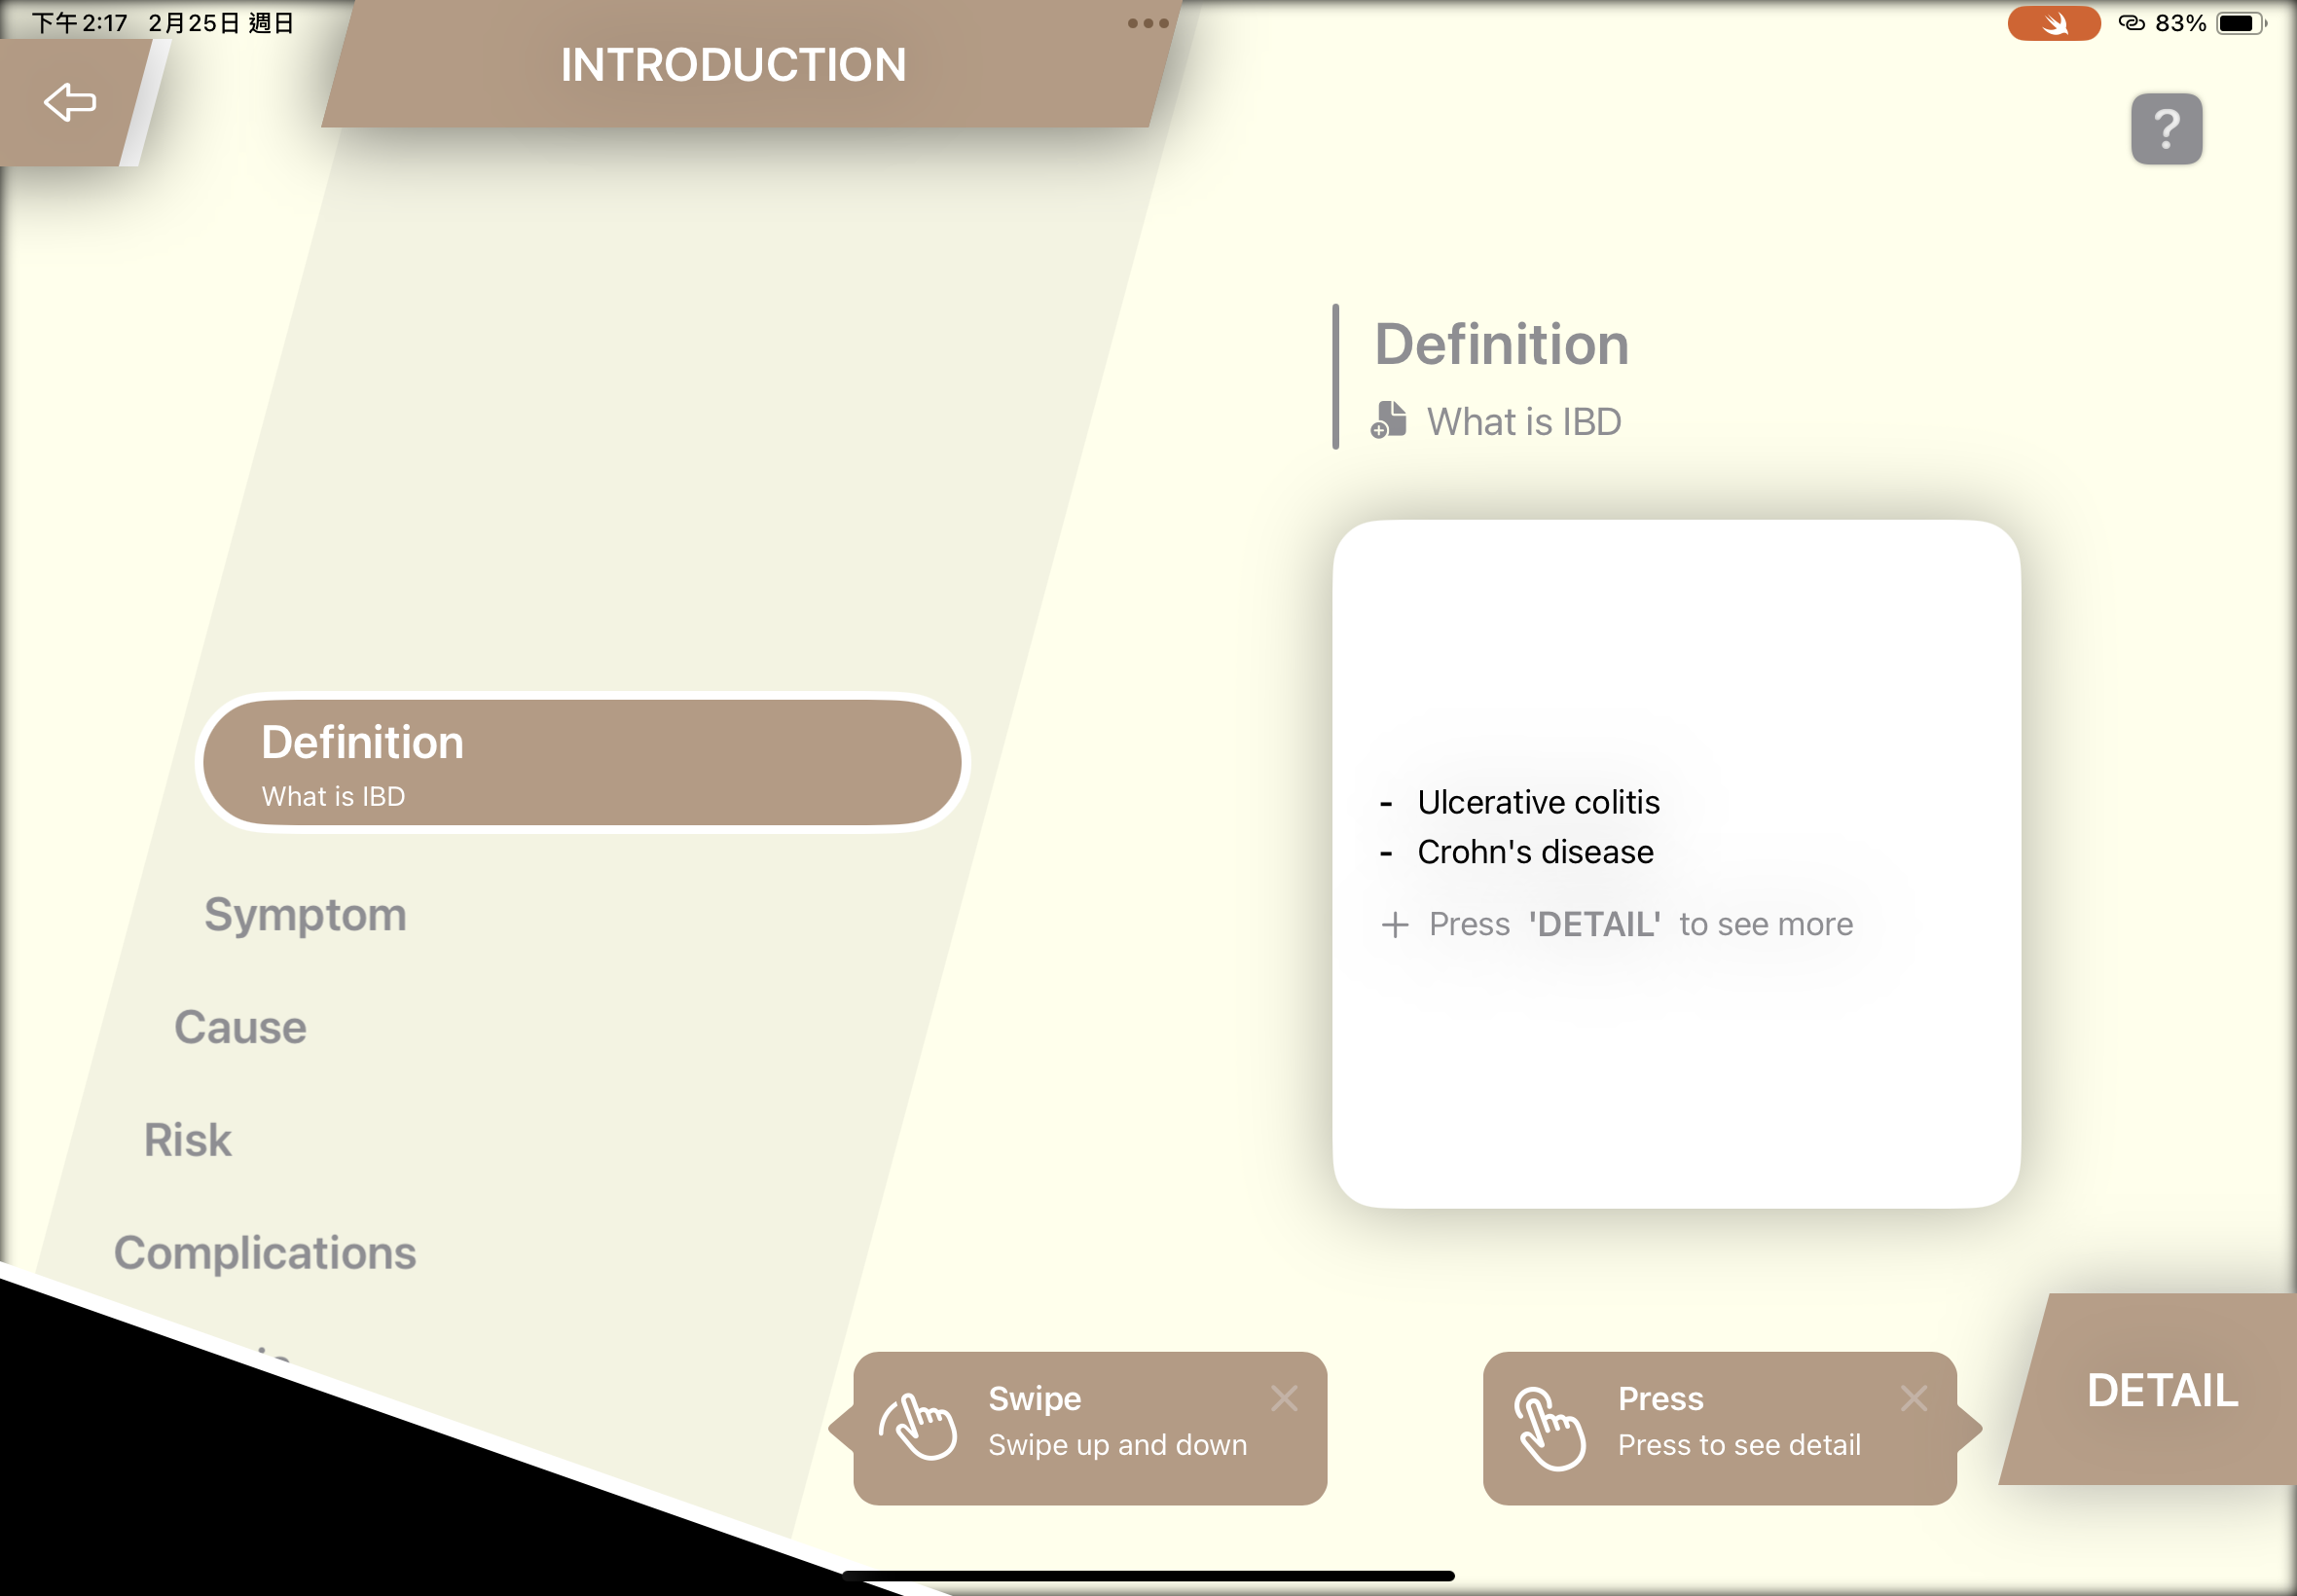 下午2:17 2月25日 週日
83%
INTRODUCTION
?
Definition
What is IBD
Definition
What is IBD
Symptom
Cause
Risk
Complications
- Ulcerative colitis
- Crohn's disease
+ Press 'DETAIL' to see more
Swipe
Swipe up and down
Press
Press to see detail
DETAIL